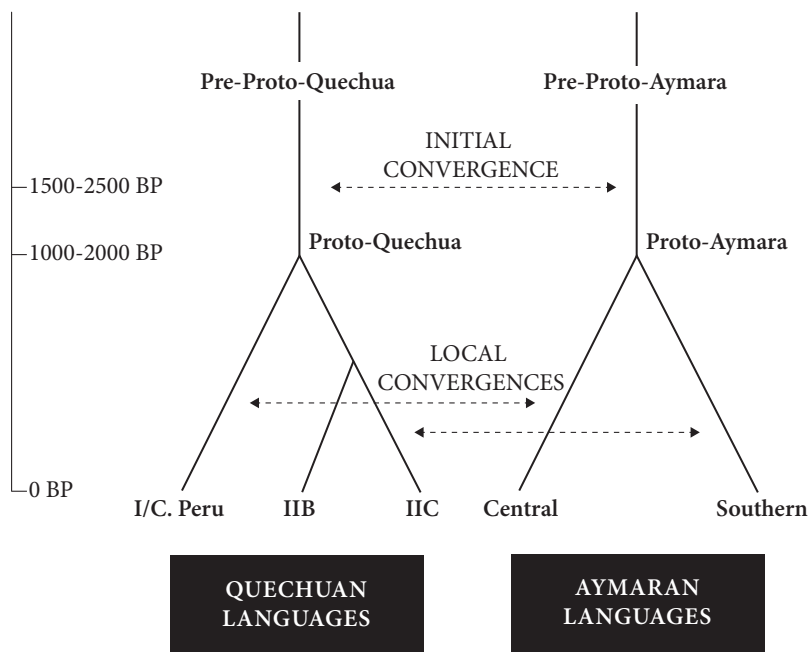 Pre-Proto-Quechua
Pre-Proto-Aymara
INITIAL
CONVERGENCE
1500-2500 BP
Proto-Quechua
Proto-Aymara
1000-2000 BP
LOCAL
CONVERGENCES
0 BP
I/C. Peru
IIB
IIC
Central
Southern
QUECHUAN
LANGUAGES
AYMARAN
LANGUAGES